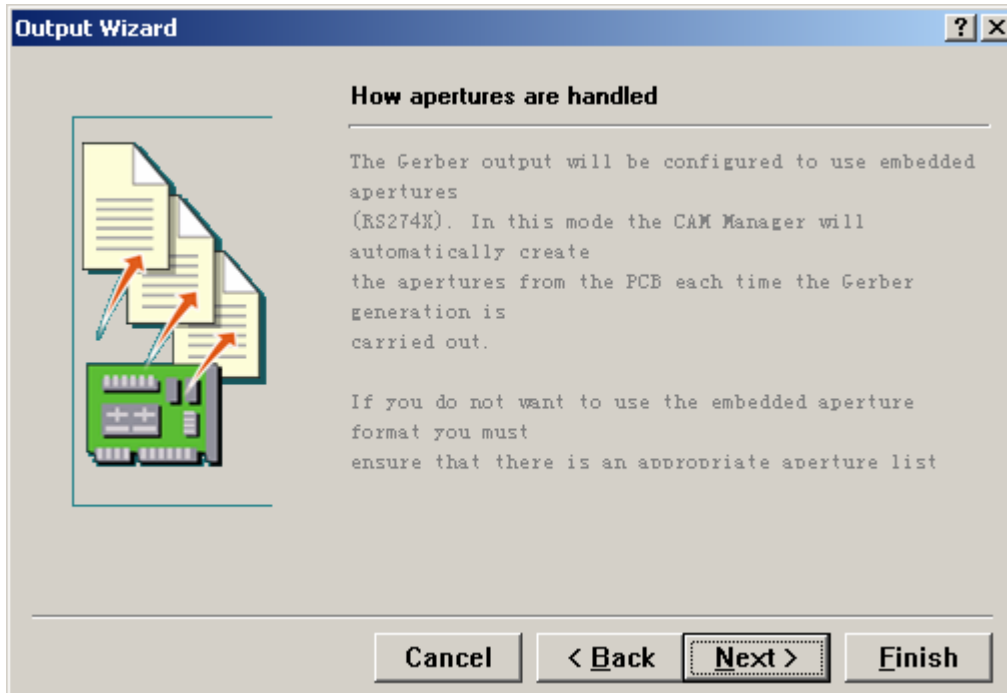 Output Wizard
How apertures are handled
The Gerber output will be configured to use embedded
apertures
(RS274X). In this mode the CAM Manager will
automatically create
the apertures from the PCB each time the Gerber
generation is
carried out.
If you do not want to use the embedded aperture
format you must
ensure that there is an appropriate aperture list
Cancel
< Back
Next >
Finish